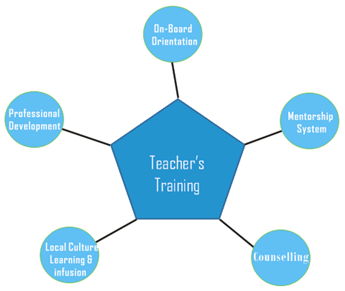 On-Board
Orientation
Professional
Development
Mentorship
System
Teacher's
Training
Local Culture
Learning &
infusion
Counselling